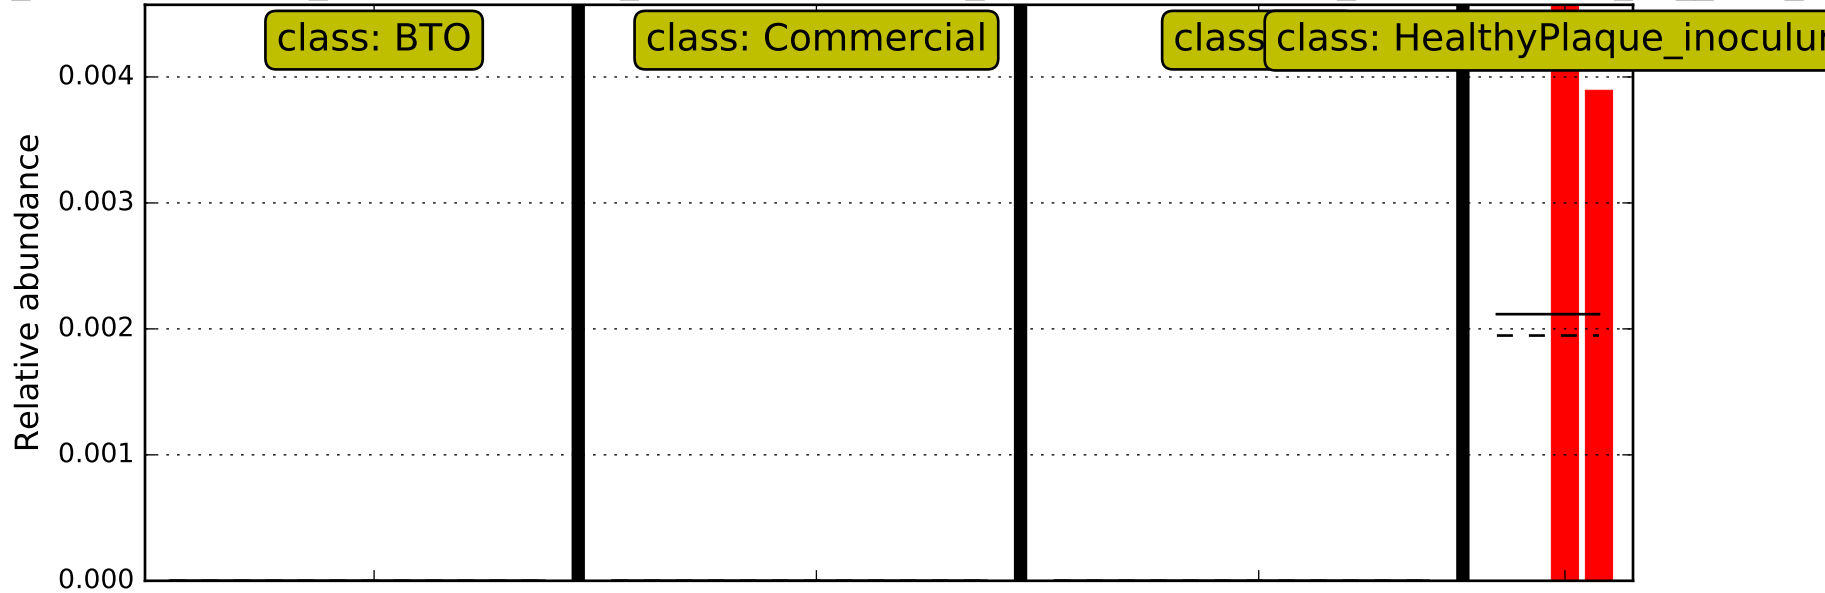 class: BTO
class: Commercial
class
class: HealthyPlaque_inoculu
0.004
0.003
0.002
0.001
0.000
Relative abundance